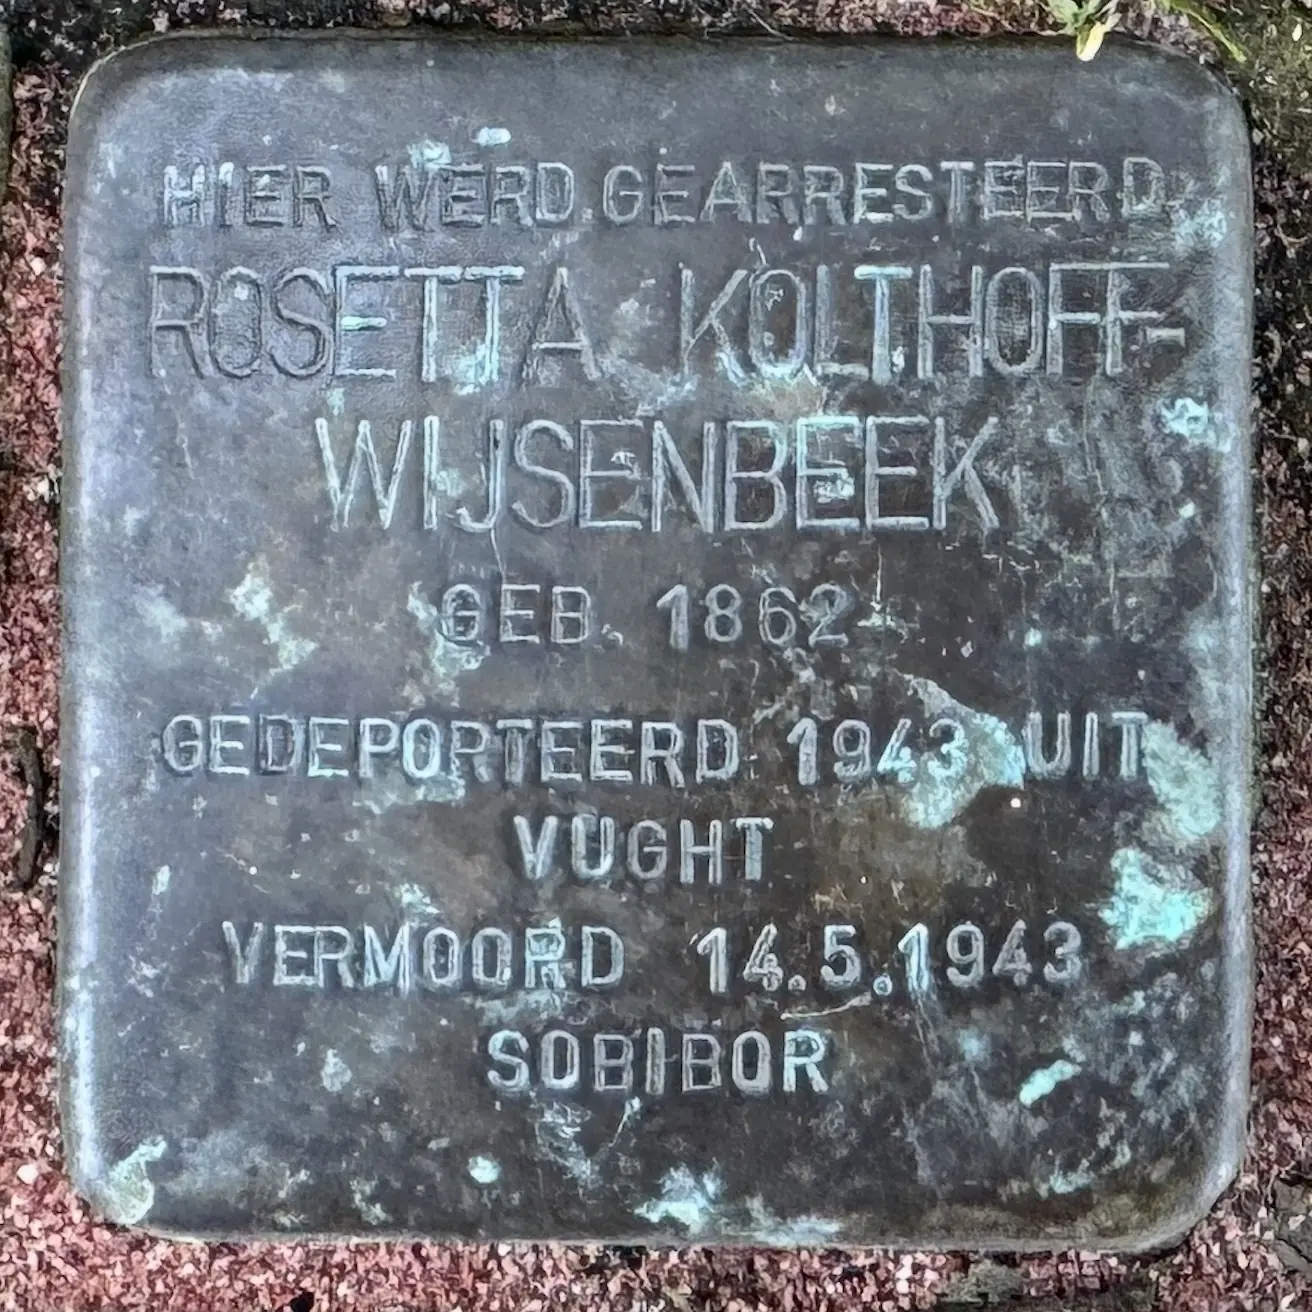 HIER WERD GEARRESTEERD
ROSETTA KOLTHOFF-
WIJSENBEEK
GEB. 1862
GEDEPORTEERD 1943 UIT
VUGHT
VERMOORD 14.5.1943
SOBIBOR